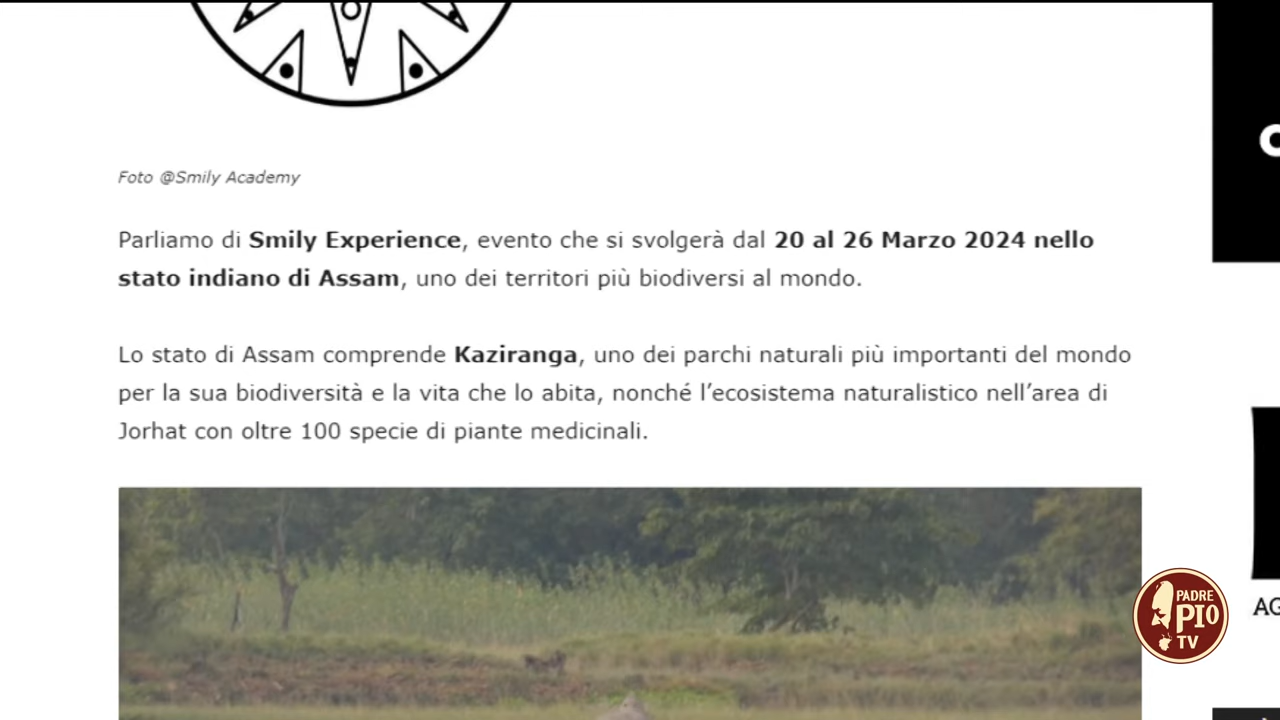 Foto @Smily Academy
Parliamo di Smily Experience, evento che si svolgerà dal 20 al 26 Marzo 2024 nello
stato indiano di Assam, uno dei territori più biodiversi al mondo.
Lo stato di Assam comprende Kaziranga, uno dei parchi naturali più importanti del mondo
per la sua biodiversità e la vita che lo abita, nonché l’ecosistema naturalistico nell’area di
Jorhat con oltre 100 specie di piante medicinali.
PADRE
PIO
TV